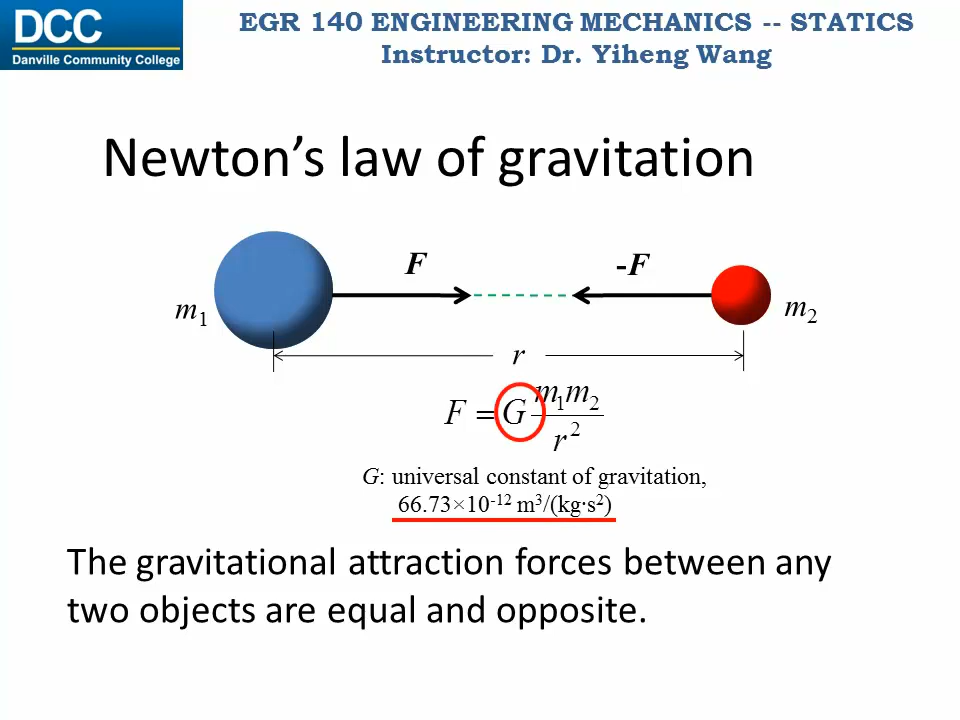 DCC
Danville Community College
EGR 140 ENGINEERING MECHANICS -- STATICS
Instructor: Dr. Yiheng Wang
Newton's law of gravitation
F
-F
m₁
m₂
r
F = G m₁m₂ / r²
G: universal constant of gravitation,
66.73×10⁻¹² m³/(kg·s²)
The gravitational attraction forces between any
two objects are equal and opposite.